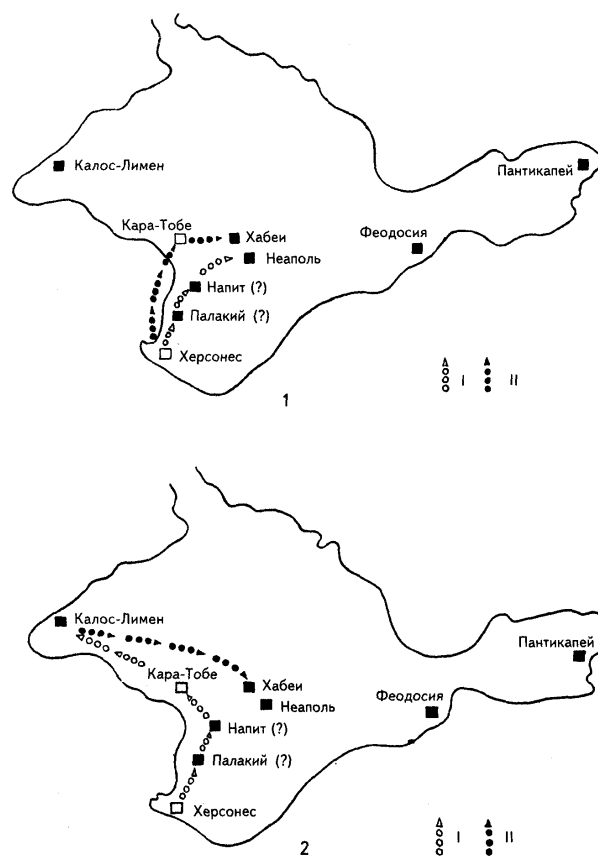 Калос-Лимен
Пантикапей
Кара-Тобе
Хабеи
Феодосия
Неаполь
Напит (?)
Палакий (?)
Херсонес
I II
1
Калос-Лимен
Пантикапей
Кара-Тобе
Хабеи
Феодосия
Неаполь
Напит (?)
Палакий (?)
Херсонес
I II
2